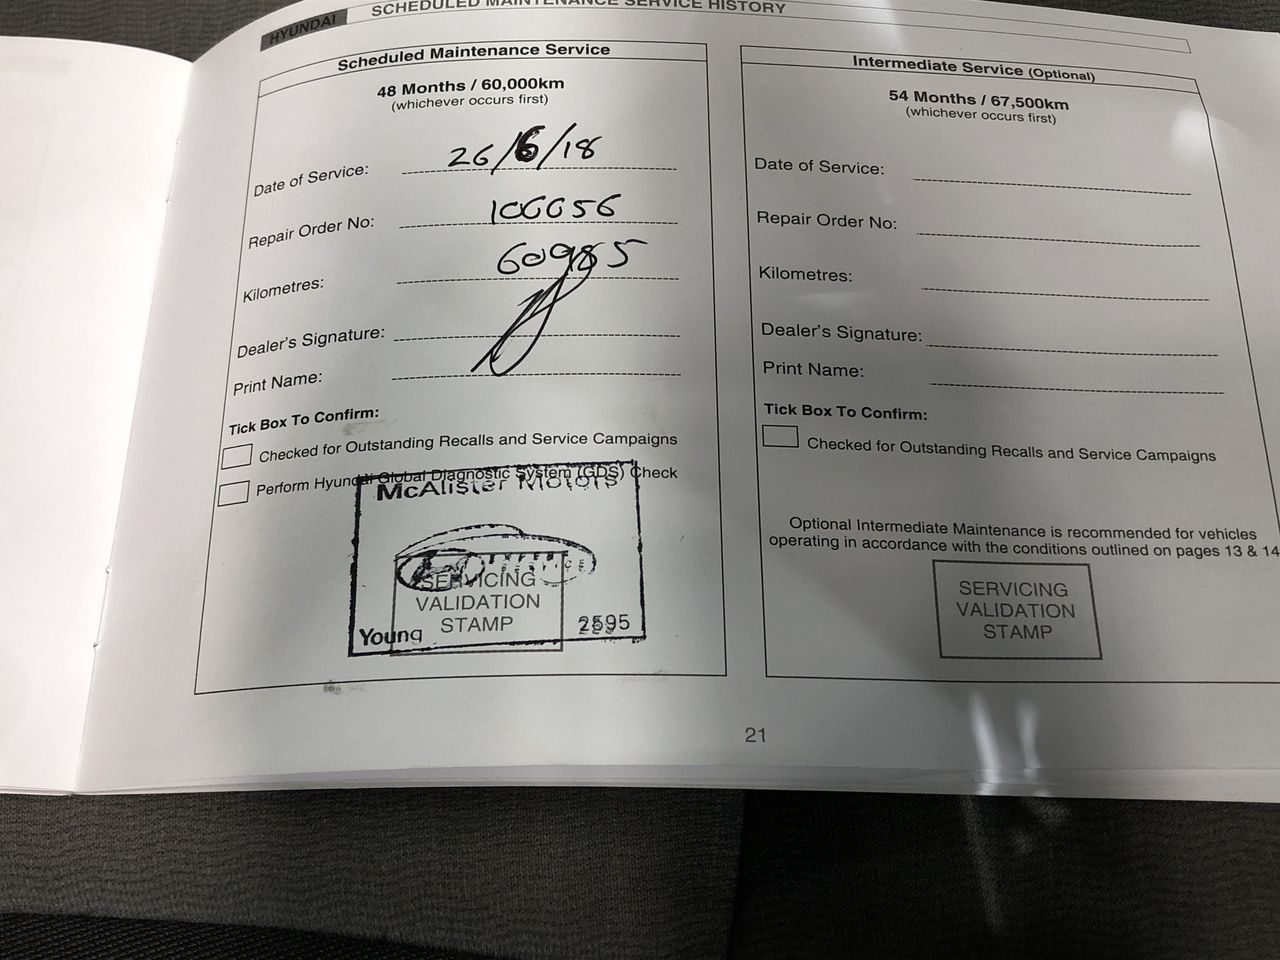 HYUNDAI
SCHEDULED MAINTENANCE SERVICE HISTORY
Scheduled Maintenance Service
48 Months / 60,000km
(whichever occurs first)
Date of Service: 26/6/18
Repair Order No: 106656
Kilometres: 60985
Dealer's Signature:
Print Name:
Tick Box To Confirm:
Checked for Outstanding Recalls and Service Campaigns
Perform Hyundai Global Diagnostic System (GDS) Check
McAlister Motors
SERVICING
VALIDATION
STAMP
Young 2595
Intermediate Service (Optional)
54 Months / 67,500km
(whichever occurs first)
Date of Service:
Repair Order No:
Kilometres:
Dealer's Signature:
Print Name:
Tick Box To Confirm:
Checked for Outstanding Recalls and Service Campaigns
Optional Intermediate Maintenance is recommended for vehicles
operating in accordance with the conditions outlined on pages 13 & 14
SERVICING
VALIDATION
STAMP
21